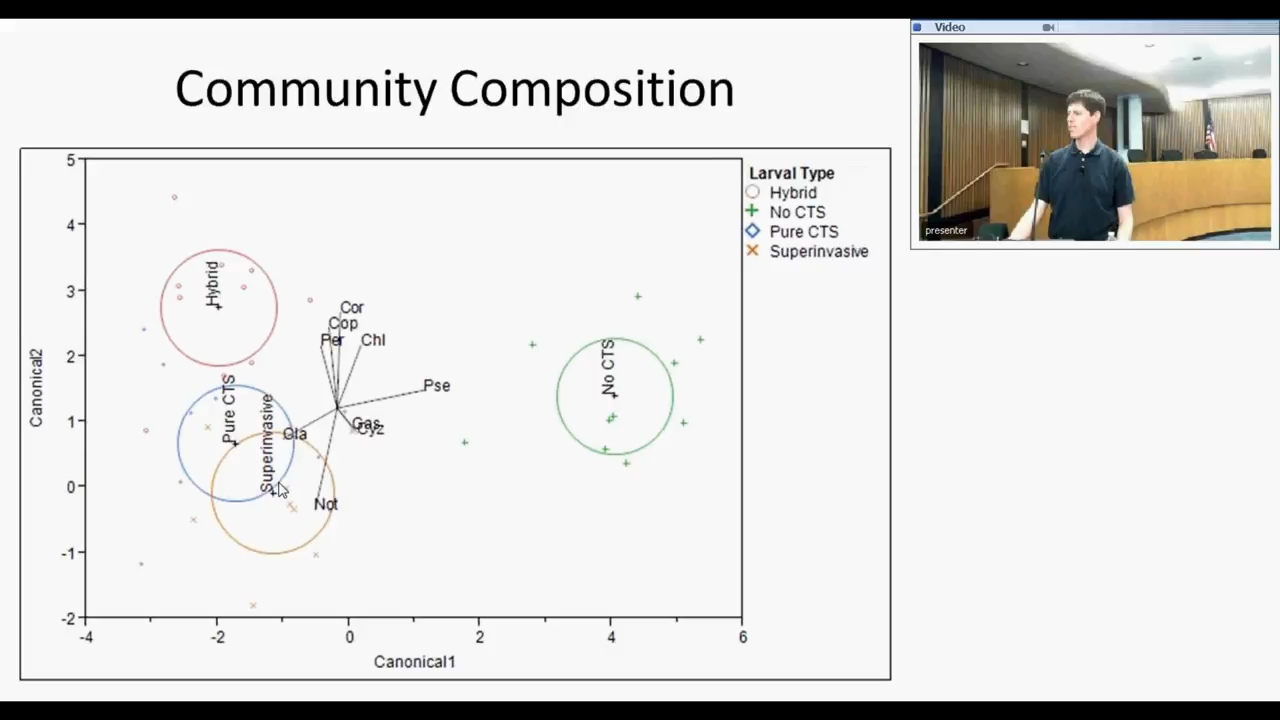 Community Composition
Video
presenter
Larval Type
Hybrid
No CTS
Pure CTS
Superinvasive
5
4
3
2
1
0
-1
-2
Canonical2
Hybrid
Pure CTS
Superinvasive
No CTS
Cor
Cop
Per
Chl
Pse
Gas
Cyz
Cla
Not
-4
-2
0
2
4
6
Canonical1